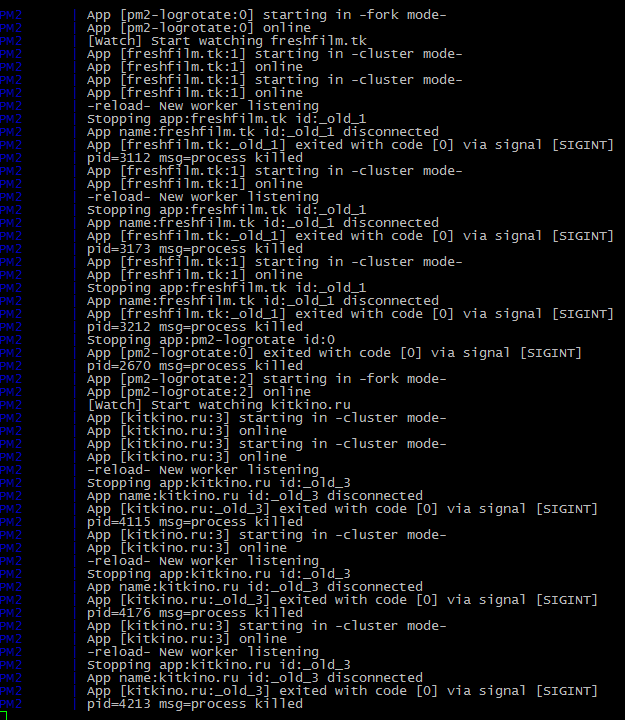 PM2 | App [pm2-logrotate:0] starting in -fork mode-
PM2 | App [pm2-logrotate:0] online
PM2 | [Watch] Start watching freshfilm.tk
PM2 | App [freshfilm.tk:1] starting in -cluster mode-
PM2 | App [freshfilm.tk:1] online
PM2 | App [freshfilm.tk:1] starting in -cluster mode-
PM2 | App [freshfilm.tk:1] online
PM2 | -reload- New worker listening
PM2 | Stopping app:freshfilm.tk id:_old_1
PM2 | App name:freshfilm.tk id:_old_1 disconnected
PM2 | App [freshfilm.tk:_old_1] exited with code [0] via signal [SIGINT]
PM2 | pid=3112 msg=process killed
PM2 | App [freshfilm.tk:1] starting in -cluster mode-
PM2 | App [freshfilm.tk:1] online
PM2 | -reload- New worker listening
PM2 | Stopping app:freshfilm.tk id:_old_1
PM2 | App name:freshfilm.tk id:_old_1 disconnected
PM2 | App [freshfilm.tk:_old_1] exited with code [0] via signal [SIGINT]
PM2 | pid=3173 msg=process killed
PM2 | App [freshfilm.tk:1] starting in -cluster mode-
PM2 | App [freshfilm.tk:1] online
PM2 | Stopping app:freshfilm.tk id:_old_1
PM2 | App name:freshfilm.tk id:_old_1 disconnected
PM2 | App [freshfilm.tk:_old_1] exited with code [0] via signal [SIGINT]
PM2 | pid=3212 msg=process killed
PM2 | Stopping app:pm2-logrotate id:0
PM2 | App [pm2-logrotate:0] exited with code [0] via signal [SIGINT]
PM2 | pid=2670 msg=process killed
PM2 | App [pm2-logrotate:2] starting in -fork mode-
PM2 | App [pm2-logrotate:2] online
PM2 | [Watch] Start watching kitkino.ru
PM2 | App [kitkino.ru:3] starting in -cluster mode-
PM2 | App [kitkino.ru:3] online
PM2 | App [kitkino.ru:3] starting in -cluster mode-
PM2 | App [kitkino.ru:3] online
PM2 | -reload- New worker listening
PM2 | Stopping app:kitkino.ru id:_old_3
PM2 | App name:kitkino.ru id:_old_3 disconnected
PM2 | App [kitkino.ru:_old_3] exited with code [0] via signal [SIGINT]
PM2 | pid=4115 msg=process killed
PM2 | App [kitkino.ru:3] starting in -cluster mode-
PM2 | App [kitkino.ru:3] online
PM2 | -reload- New worker listening
PM2 | Stopping app:kitkino.ru id:_old_3
PM2 | App name:kitkino.ru id:_old_3 disconnected
PM2 | App [kitkino.ru:_old_3] exited with code [0] via signal [SIGINT]
PM2 | pid=4176 msg=process killed
PM2 | App [kitkino.ru:3] starting in -cluster mode-
PM2 | App [kitkino.ru:3] online
PM2 | -reload- New worker listening
PM2 | Stopping app:kitkino.ru id:_old_3
PM2 | App name:kitkino.ru id:_old_3 disconnected
PM2 | App [kitkino.ru:_old_3] exited with code [0] via signal [SIGINT]
PM2 | pid=4213 msg=process killed